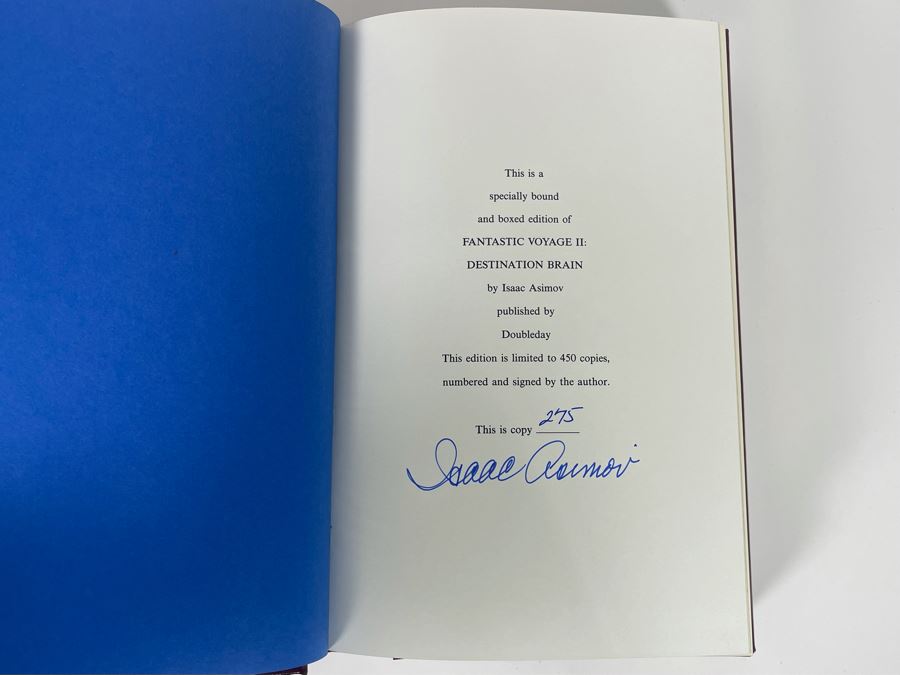 This is a
specially bound
and boxed edition of
FANTASTIC VOYAGE II:
DESTINATION BRAIN
by Isaac Asimov
published by
Doubleday
This edition is limited to 450 copies,
numbered and signed by the author.
This is copy 275
Isaac Asimov